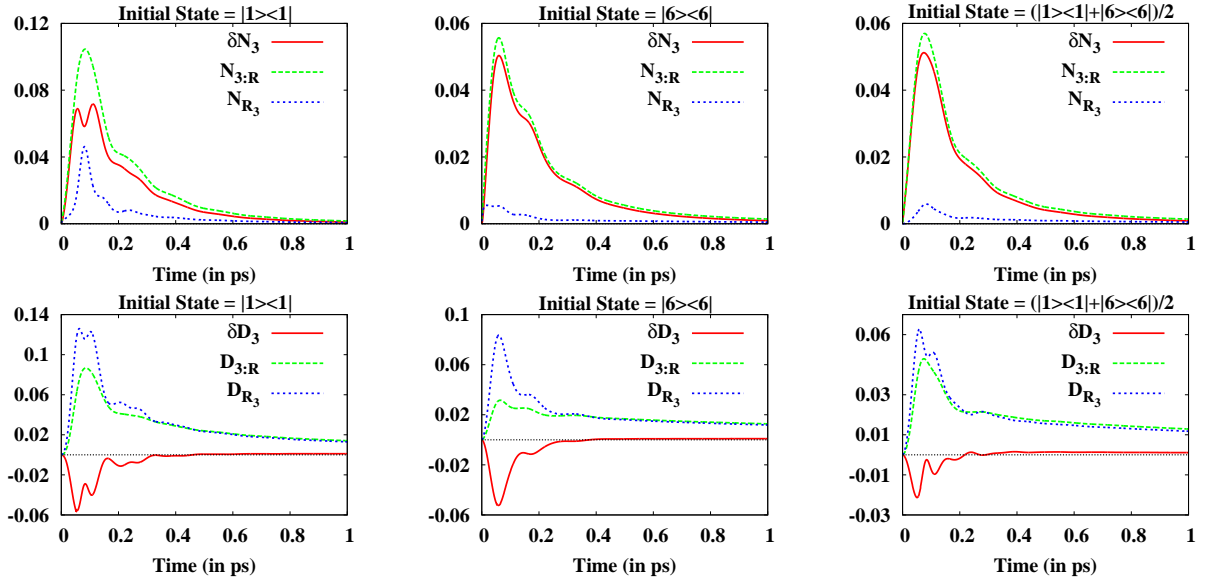 Initial State = |1><1|
0.12
0.08
0.04
0
δN3
N3:R
NR3
0 0.2 0.4 0.6 0.8 1
Time (in ps)
Initial State = |6><6|
0.06
0.04
0.02
0
δN3
N3:R
NR3
0 0.2 0.4 0.6 0.8 1
Time (in ps)
Initial State = (|1><1|+|6><6|)/2
0.06
0.04
0.02
0
δN3
N3:R
NR3
0 0.2 0.4 0.6 0.8 1
Time (in ps)
Initial State = |1><1|
0.14
0.1
0.06
0.02
-0.02
-0.06
δD3
D3:R
DR3
0 0.2 0.4 0.6 0.8 1
Time (in ps)
Initial State = |6><6|
0.1
0.06
0.02
-0.02
-0.06
δD3
D3:R
DR3
0 0.2 0.4 0.6 0.8 1
Time (in ps)
Initial State = (|1><1|+|6><6|)/2
0.06
0.03
0.01
-0.01
-0.03
δD3
D3:R
DR3
0 0.2 0.4 0.6 0.8 1
Time (in ps)